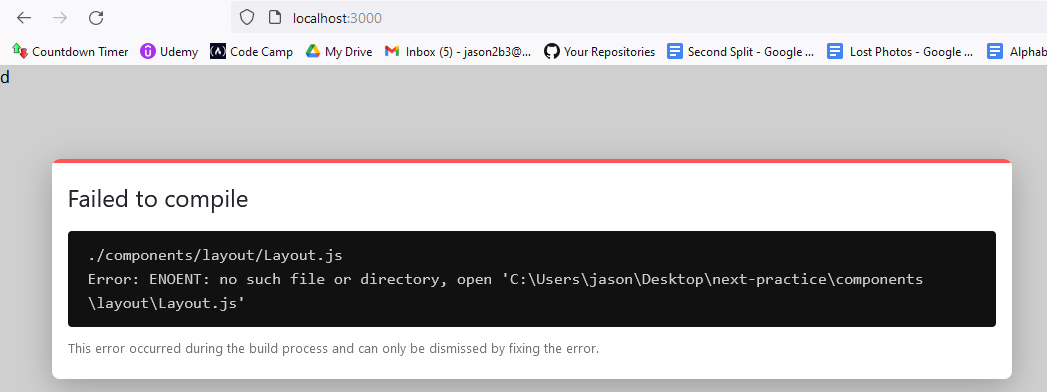 localhost:3000
Countdown Timer Udemy Code Camp My Drive Inbox (5) - jason2b3@... Your Repositories Second Split - Google ... Lost Photos - Google ... Alphab
d
Failed to compile
./components/layout/Layout.js
Error: ENOENT: no such file or directory, open 'C:\Users\jason\Desktop\next-practice\components
\layout\Layout.js'
This error occurred during the build process and can only be dismissed by fixing the error.